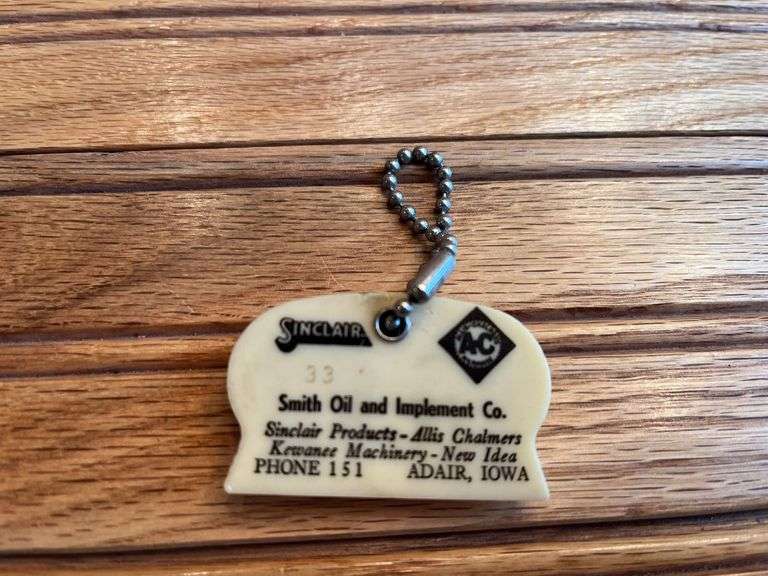 SINCLAIR
AC
33
Smith Oil and Implement Co.
Sinclair Products - Allis Chalmers
Kewanee Machinery - New Idea
PHONE 151 ADAIR, IOWA